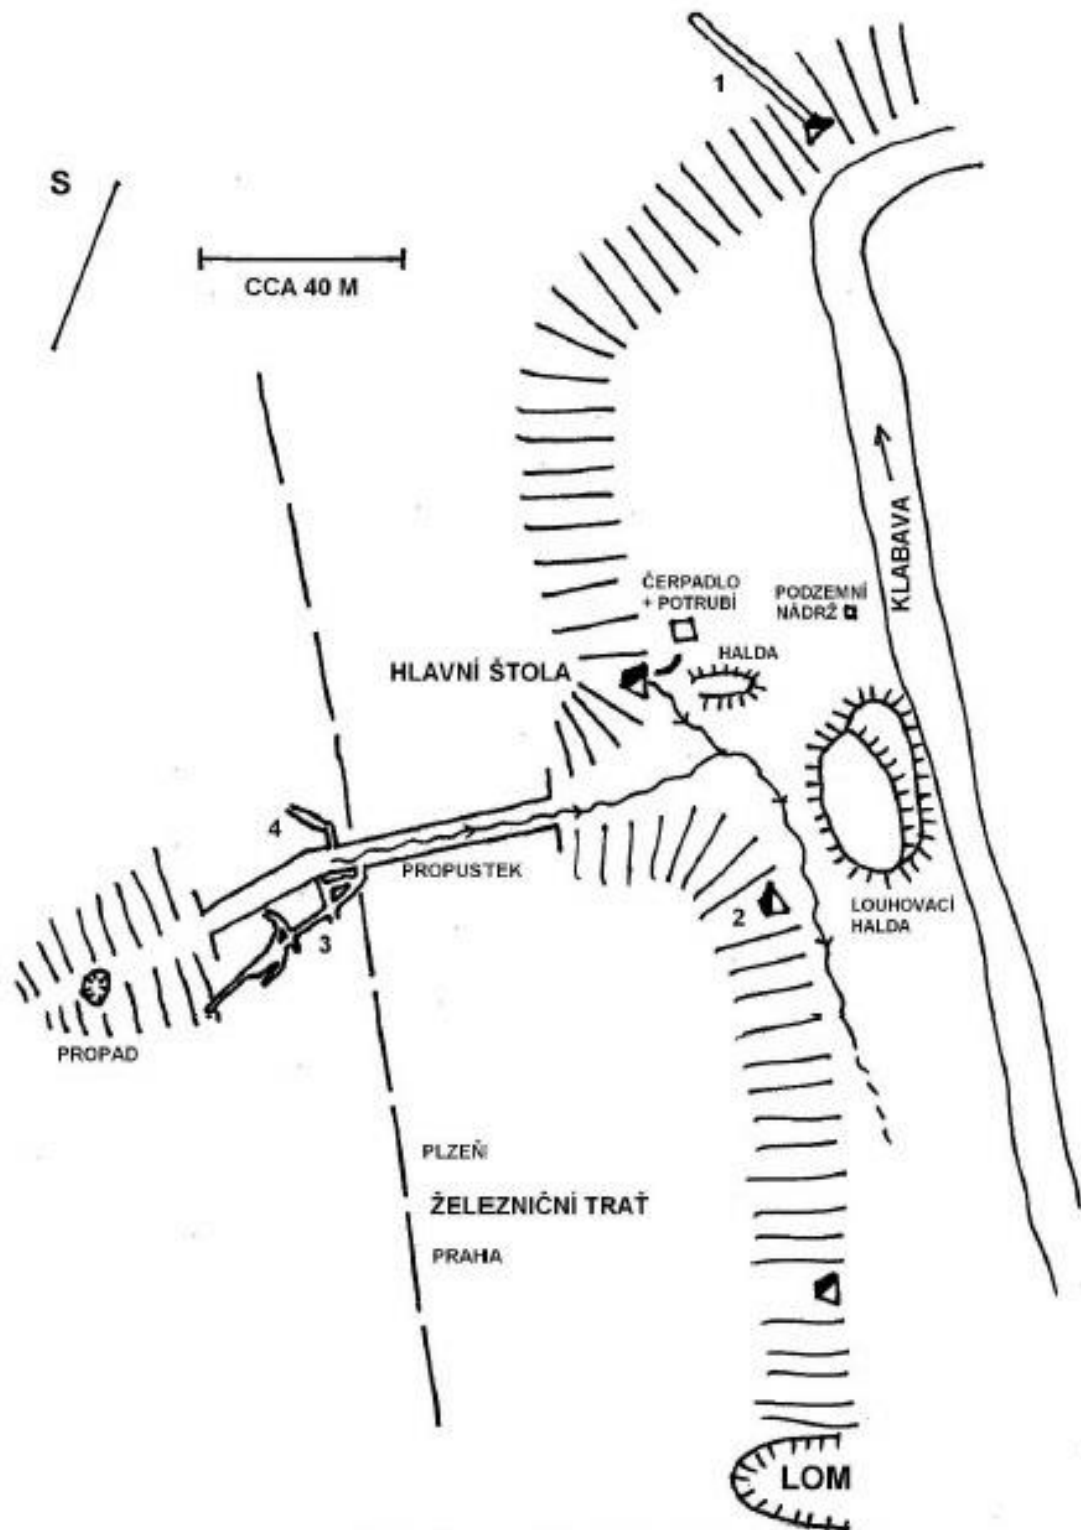 1
S
CCA 40 M
KLABAVA
ČERPADLO
+ POTRUBÍ
PODZEMNÍ
NÁDRŽ
HALDA
HLAVNÍ ŠTOLA
4
PROPUSTEK
2
LOUHOVACÍ
HALDA
3
PROPAD
PLZEŇ
ŽELEZNIČNÍ TRAŤ
PRAHA
LOM